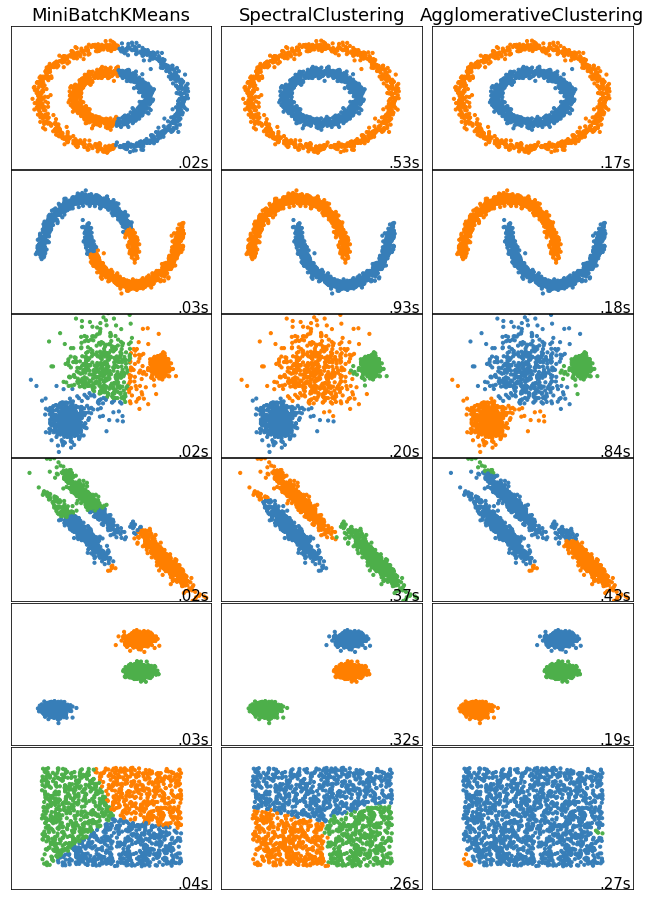 MiniBatchKMeans SpectralClustering AgglomerativeClustering
.02s .53s .17s
.03s .93s .18s
.02s .20s .84s
.02s .37s .43s
.03s .32s .19s
.04s .26s .27s